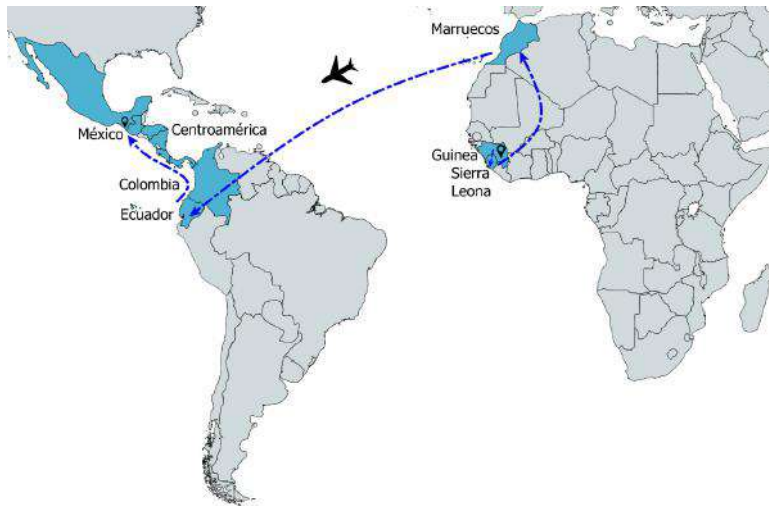 Marruecos
México
Centroamérica
Guinea
Sierra
Leona
Colombia
Ecuador